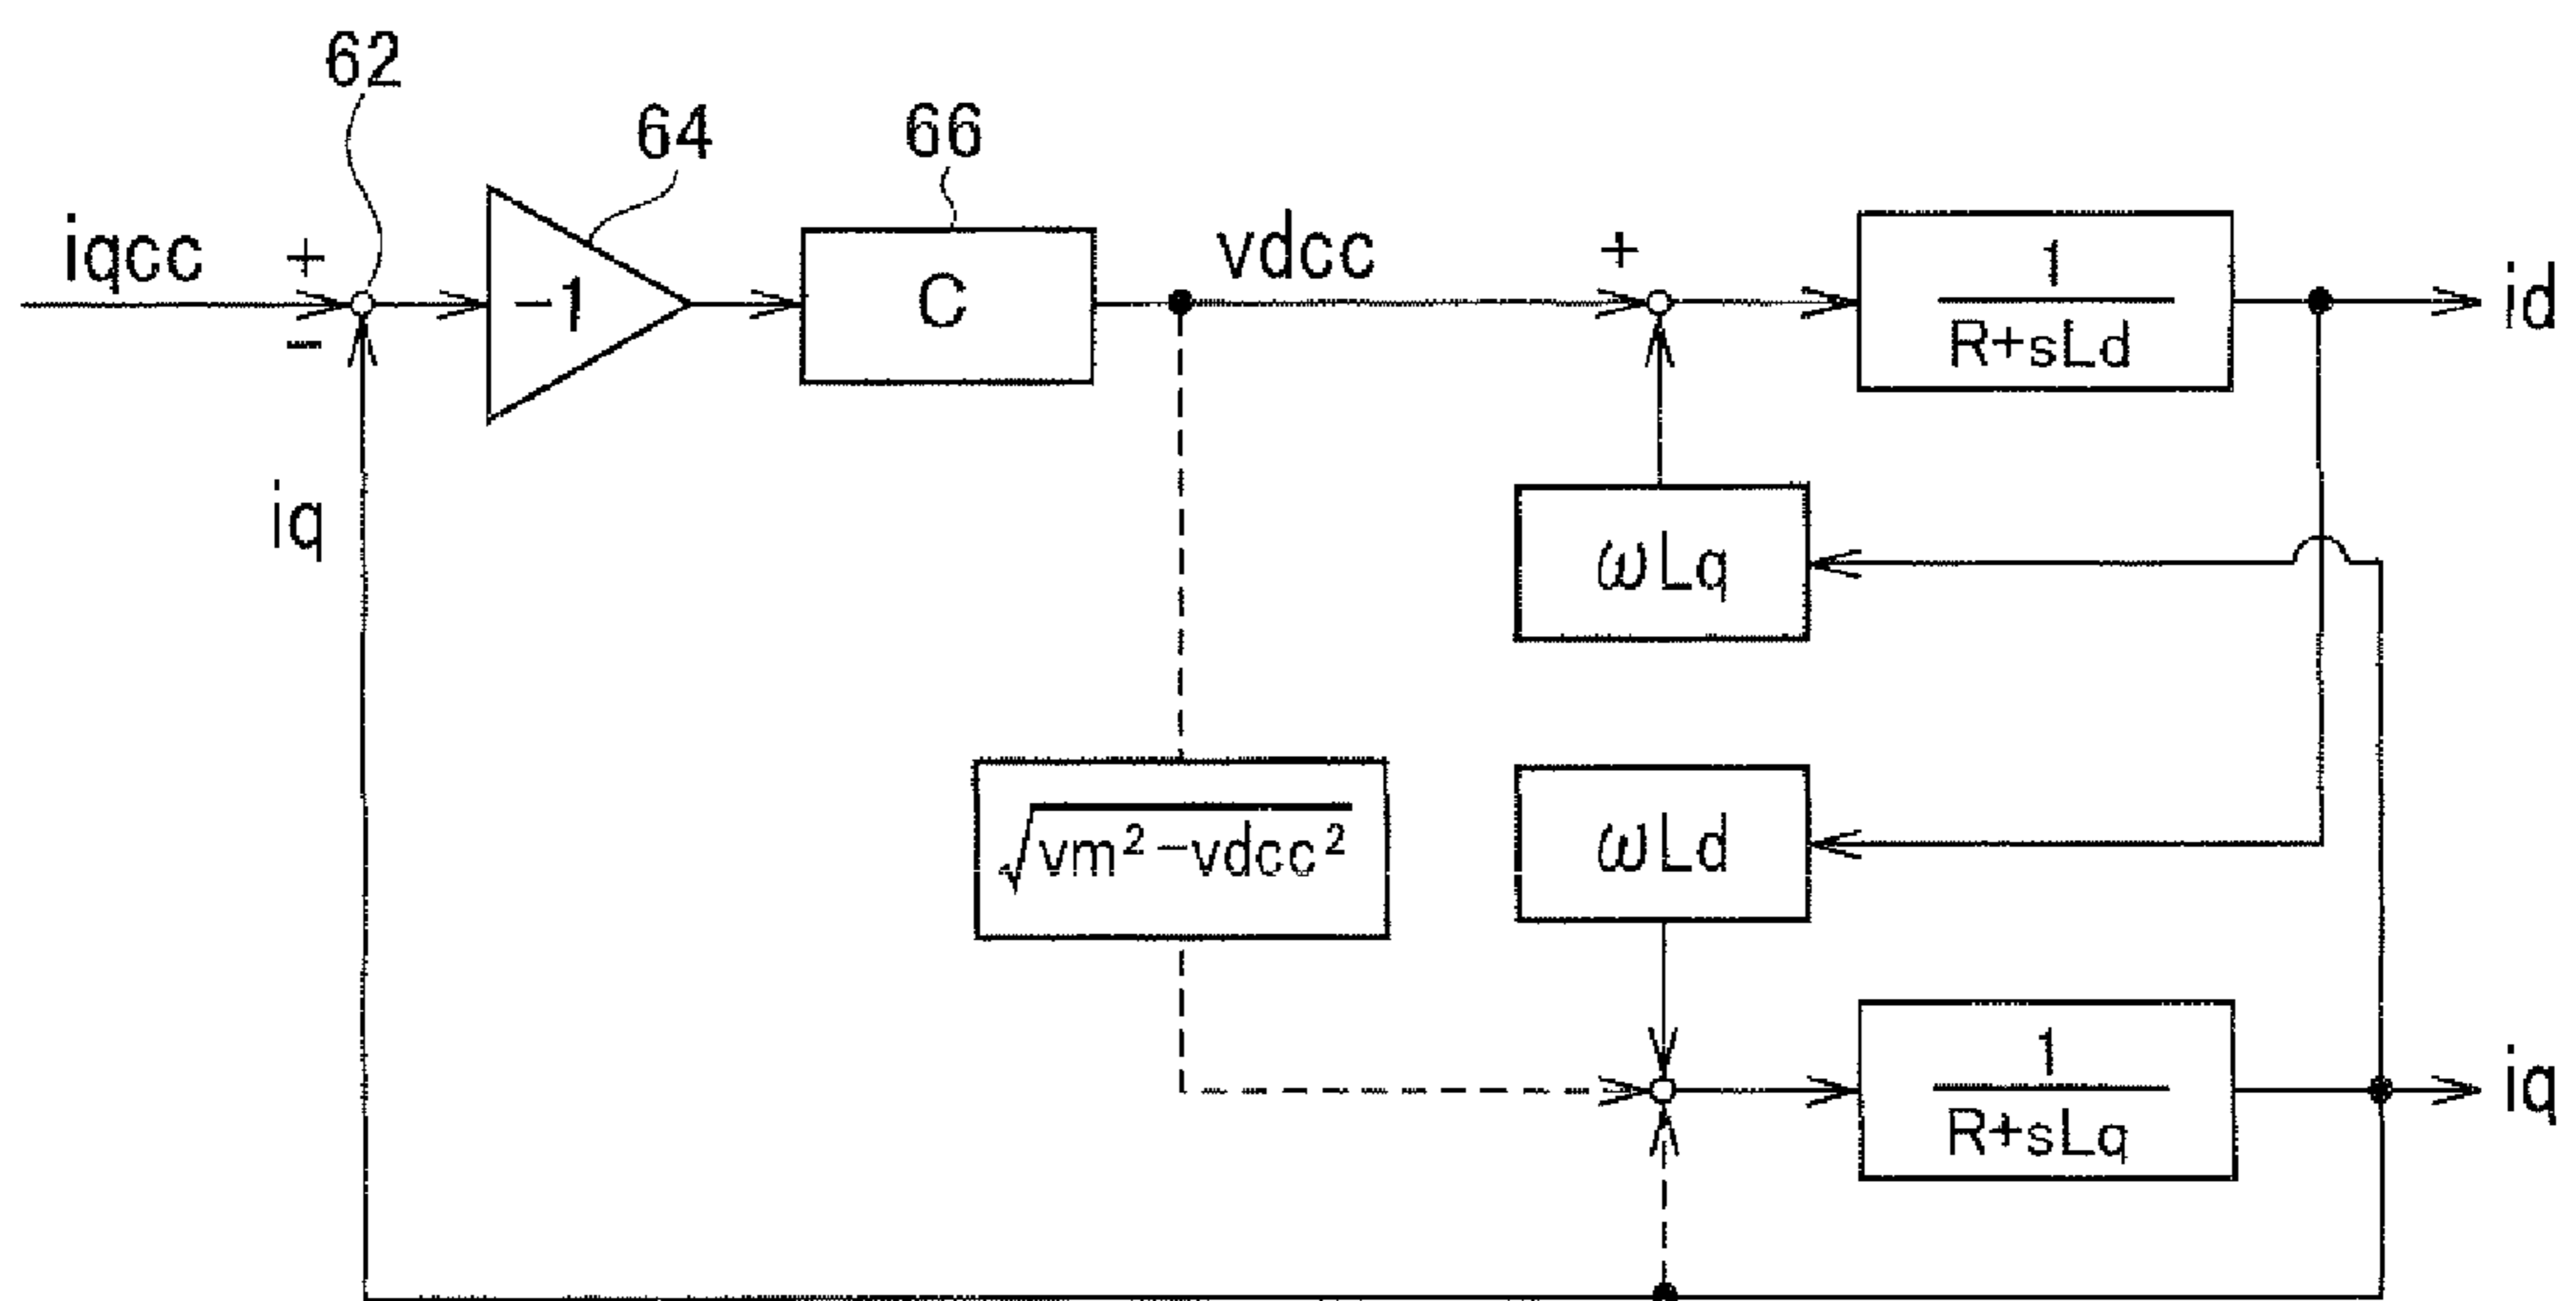 62
64
66
iqcc
+
−
-1
C
vdcc
+
1
R+sLd
id
iq
ωLq
√vm²−vdcc²
ωLd
1
R+sLq
iq